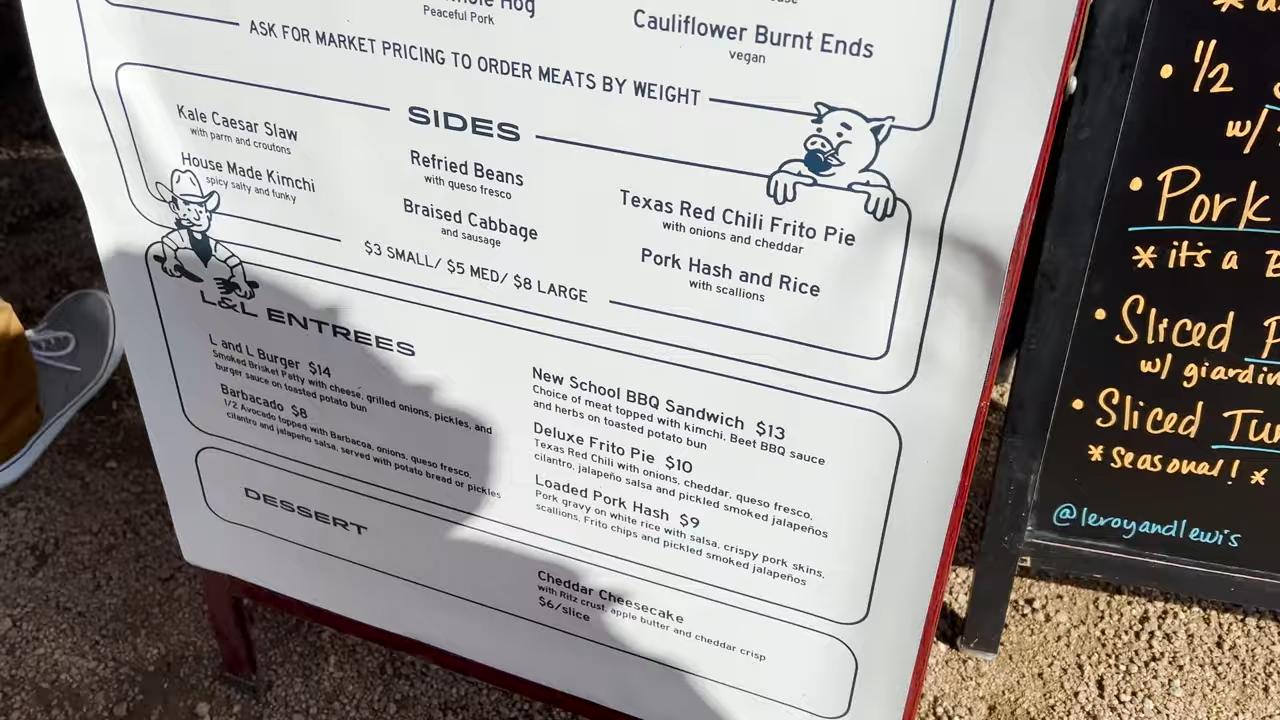 Hog
Peaceful Pork
Cauliflower Burnt Ends
vegan
ASK FOR MARKET PRICING TO ORDER MEATS BY WEIGHT
SIDES
Kale Caesar Slaw
with parm and croutons
House Made Kimchi
spicy salty and funky
Refried Beans
with queso fresco
Braised Cabbage
and sausage
Texas Red Chili Frito Pie
with onions and cheddar
Pork Hash and Rice
with scallions
$3 SMALL/ $5 MED/ $8 LARGE
L&L ENTREES
L and L Burger $14
Smoked Brisket Patty with cheese, grilled onions, pickles, and
burger sauce on toasted potato bun
Barbacado $8
1/2 Avocado topped with Barbacoa, onions, queso fresco,
cilantro and jalapeño salsa, served with potato bread or pickles
New School BBQ Sandwich $13
Choice of meat topped with kimchi, Beet BBQ sauce
and herbs on toasted potato bun
Deluxe Frito Pie $10
Texas Red Chili with onions, cheddar, queso fresco,
cilantro, jalapeño salsa and pickled smoked jalapeños
Loaded Pork Hash $9
Pork gravy on white rice with salsa, crispy pork skins,
scallions, Frito chips and pickled smoked jalapeños
DESSERT
Cheddar Cheesecake
with Ritz crust, apple butter and cheddar crisp
$6/slice
• 1/2
w/
• Pork
* it's a
• Sliced
w/ giardin
• Sliced Tu
* seasonal! *
@leroyandlewis